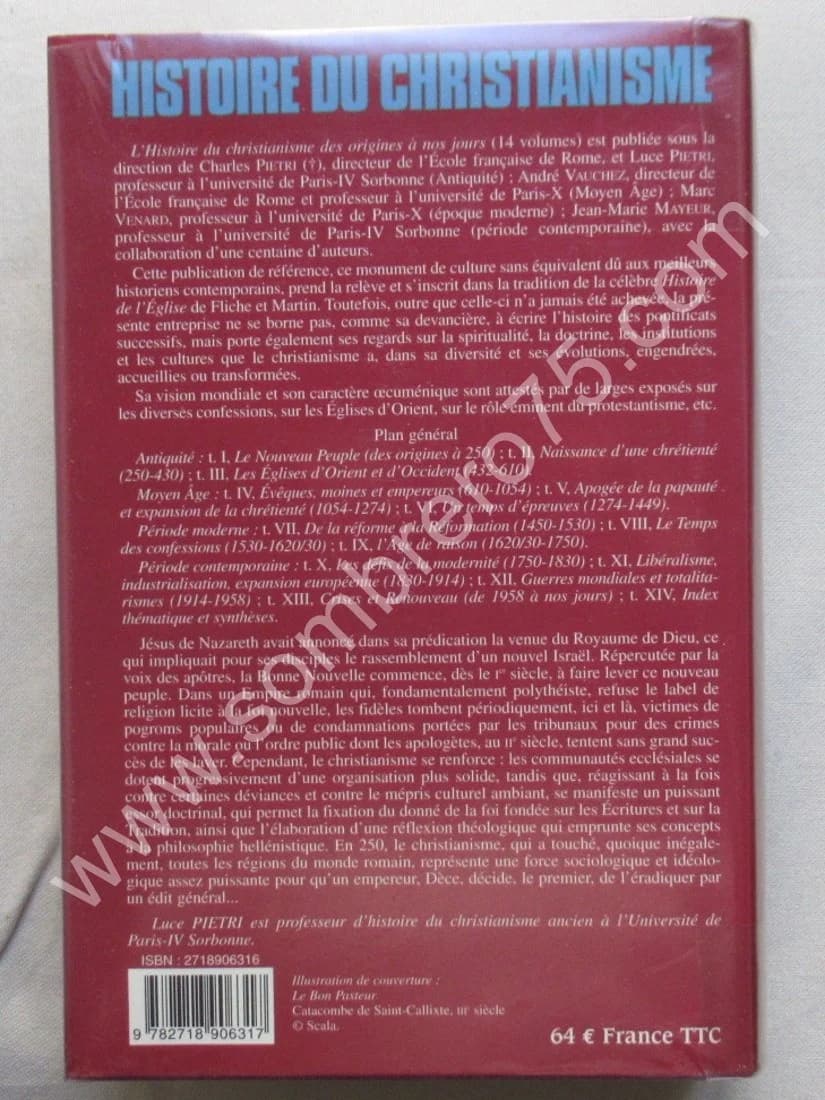 HISTOIRE DU CHRISTIANISME
L'Histoire du christianisme des origines à nos jours (14 volumes) est publiée sous la
direction de Charles PIETRI (†), directeur de l'École française de Rome, et Luce PIETRI,
professeur à l'université de Paris-IV Sorbonne (Antiquité) ; André VAUCHEZ, directeur de
l'École française de Rome et professeur à l'université de Paris-X (Moyen Âge) ; Marc
VENARD, professeur à l'université de Paris-X (époque moderne) ; Jean-Marie MAYEUR,
professeur à l'université de Paris-IV Sorbonne (période contemporaine), avec la
collaboration d'une centaine d'auteurs.
Cette publication de référence, ce monument de culture sans équivalent dû aux meilleurs
historiens contemporains, prend la relève et s'inscrit dans la tradition de la célèbre Histoire
de l'Église de Fliche et Martin. Toutefois, outre que celle-ci n'a jamais été achevée, la pré-
sente entreprise ne se borne pas, comme sa devancière, à écrire l'histoire des pontificats
successifs, mais porte également ses regards sur la spiritualité, la doctrine, les institutions
et les cultures que le christianisme a, dans sa diversité et ses évolutions, engendrées,
accueillies ou transformées.
Sa vision mondiale et son caractère œcuménique sont attestés par de larges exposés sur
les diverses confessions, sur les Églises d'Orient, sur le rôle éminent du protestantisme, etc.
Plan général
Antiquité : t. I, Le Nouveau Peuple (des origines à 250) ; t. II, Naissance d'une chrétienté
(250-430) ; t. III, Les Églises d'Orient et d'Occident (432-610).
Moyen Âge : t. IV, Évêques, moines et empereurs (610-1054) ; t. V, Apogée de la papauté
et expansion de la chrétienté (1054-1274) ; t. VI, Un temps d'épreuves (1274-1449).
Période moderne : t. VII, De la réforme à la Réformation (1450-1530) ; t. VIII, Le Temps
des confessions (1530-1620/30) ; t. IX, l'Âge de raison (1620/30-1750).
Période contemporaine : t. X, Les défis de la modernité (1750-1830) ; t. XI, Libéralisme,
industrialisation, expansion européenne (1830-1914) ; t. XII, Guerres mondiales et totalita-
rismes (1914-1958) ; t. XIII, Crises et Renouveau (de 1958 à nos jours) ; t. XIV, Index
thématique et synthèses.
Jésus de Nazareth avait annoncé dans sa prédication la venue du Royaume de Dieu, ce
qui impliquait pour ses disciples le rassemblement d'un nouvel Israël. Répercutée par la
voix des apôtres, la Bonne Nouvelle commence, dès le Ier siècle, à faire lever ce nouveau
peuple. Dans un Empire romain qui, fondamentalement polythéiste, refuse le label de
religion licite à la foi nouvelle, les fidèles tombent périodiquement, ici et là, victimes de
pogroms populaires ou de condamnations portées par les tribunaux pour des crimes
contre la morale ou l'ordre public dont les apologètes, au IIe siècle, tentent sans grand suc-
cès de les laver. Cependant, le christianisme se renforce : les communautés ecclésiales se
dotent progressivement d'une organisation plus solide, tandis que, réagissant à la fois
contre certaines déviances et contre le mépris culturel ambiant, se manifeste un puissant
essor doctrinal, qui permet la fixation du donné de la foi fondée sur les Écritures et sur la
Tradition, ainsi que l'élaboration d'une réflexion théologique qui emprunte ses concepts
à la philosophie hellénistique. En 250, le christianisme, qui a touché, quoique inégale-
ment, toutes les régions du monde romain, représente une force sociologique et idéolo-
gique assez puissante pour qu'un empereur, Dèce, décide, le premier, de l'éradiquer par
un édit général...
Luce PIETRI est professeur d'histoire du christianisme ancien à l'Université de
Paris-IV Sorbonne.
ISBN : 2718906316
9 782718 906317
Illustration de couverture :
Le Bon Pasteur
Catacombe de Saint-Callixte, IIIe siècle
© Scala.
64 € France TTC
www.sombrero75.com